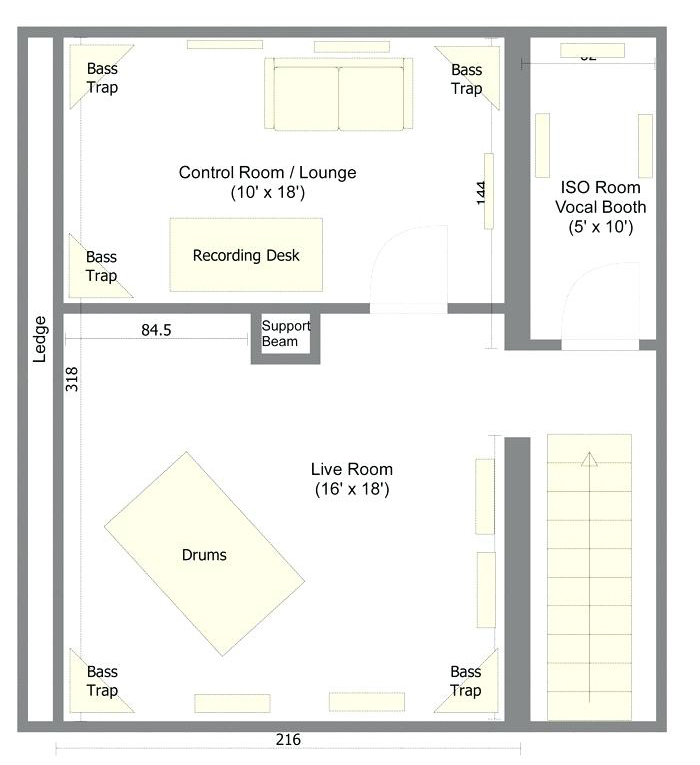 Bass
Trap
Bass
Trap
Control Room / Lounge
(10' x 18')
144
ISO Room
Vocal Booth
(5' x 10')
Bass
Trap
Recording Desk
Ledge
84.5
Support
Beam
318
Live Room
(16' x 18')
Drums
Bass
Trap
Bass
Trap
216